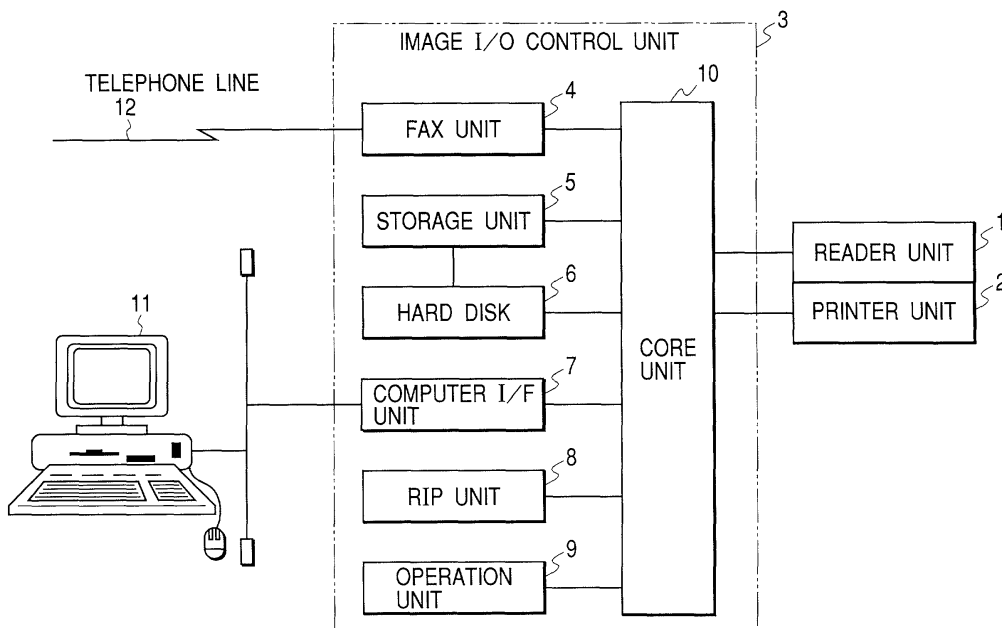 3
IMAGE I/O CONTROL UNIT
10
TELEPHONE LINE
12
4
FAX UNIT
5
STORAGE UNIT
1
READER UNIT
6
HARD DISK
2
PRINTER UNIT
11
CORE
UNIT
7
COMPUTER I/F
UNIT
8
RIP UNIT
9
OPERATION
UNIT